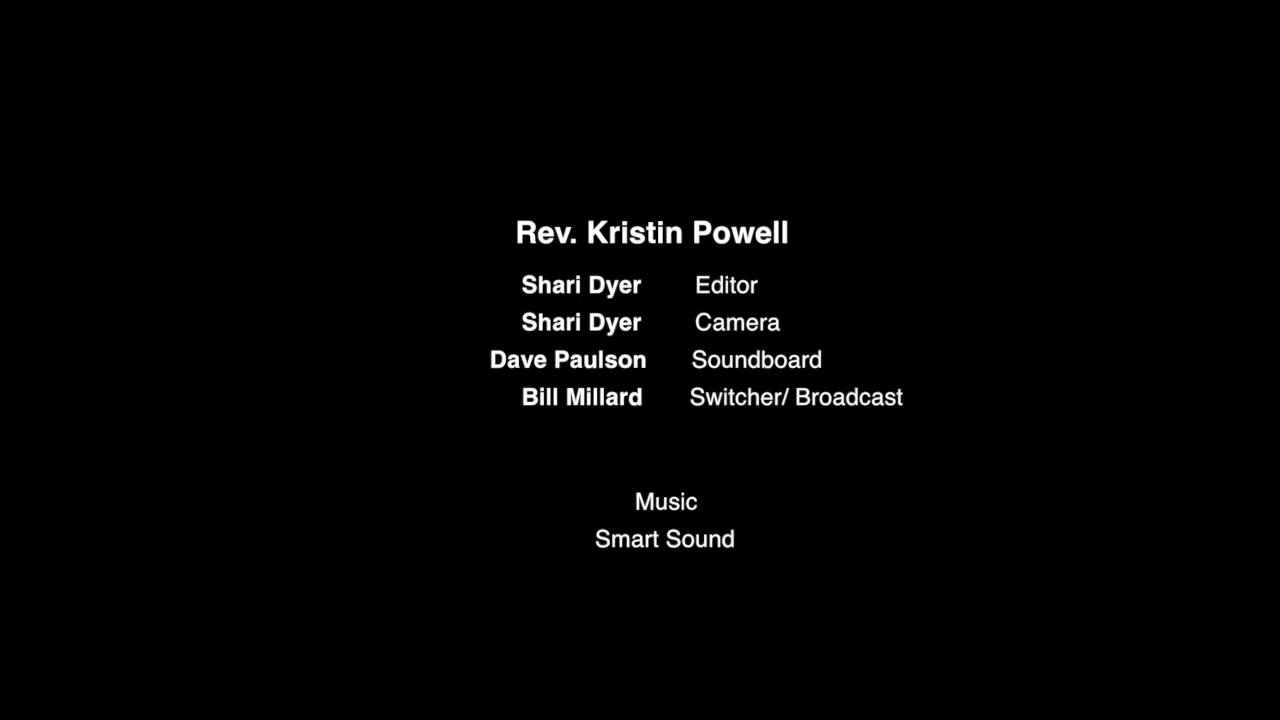 Rev. Kristin Powell
Shari Dyer Editor
Shari Dyer Camera
Dave Paulson Soundboard
Bill Millard Switcher/ Broadcast
Music
Smart Sound